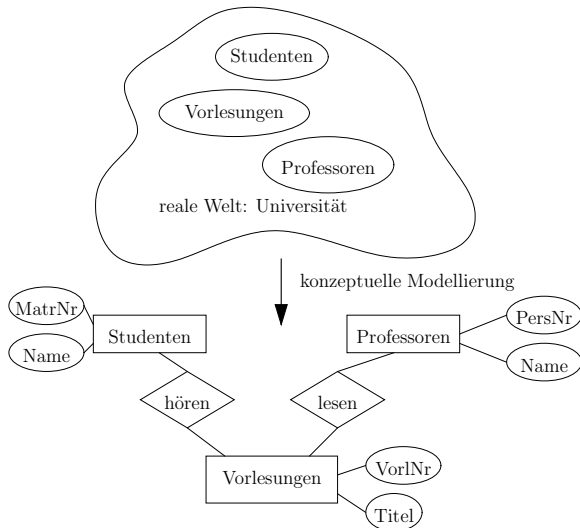 Studenten
Vorlesungen
Professoren
reale Welt: Universität
konzeptuelle Modellierung
MatrNr
Studenten
Name
Professoren
PersNr
Name
hören
lesen
Vorlesungen
VorlNr
Titel